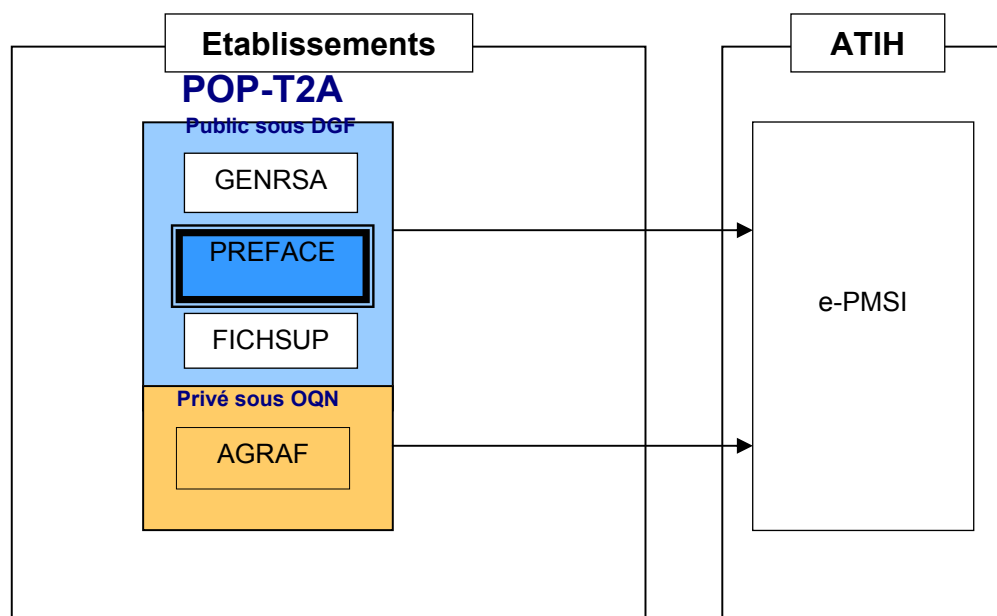 Etablissements
ATIH
POP-T2A
Public sous DGF
GENRSA
PREFACE
FICHSUP
Privé sous OQN
AGRAF
e-PMSI